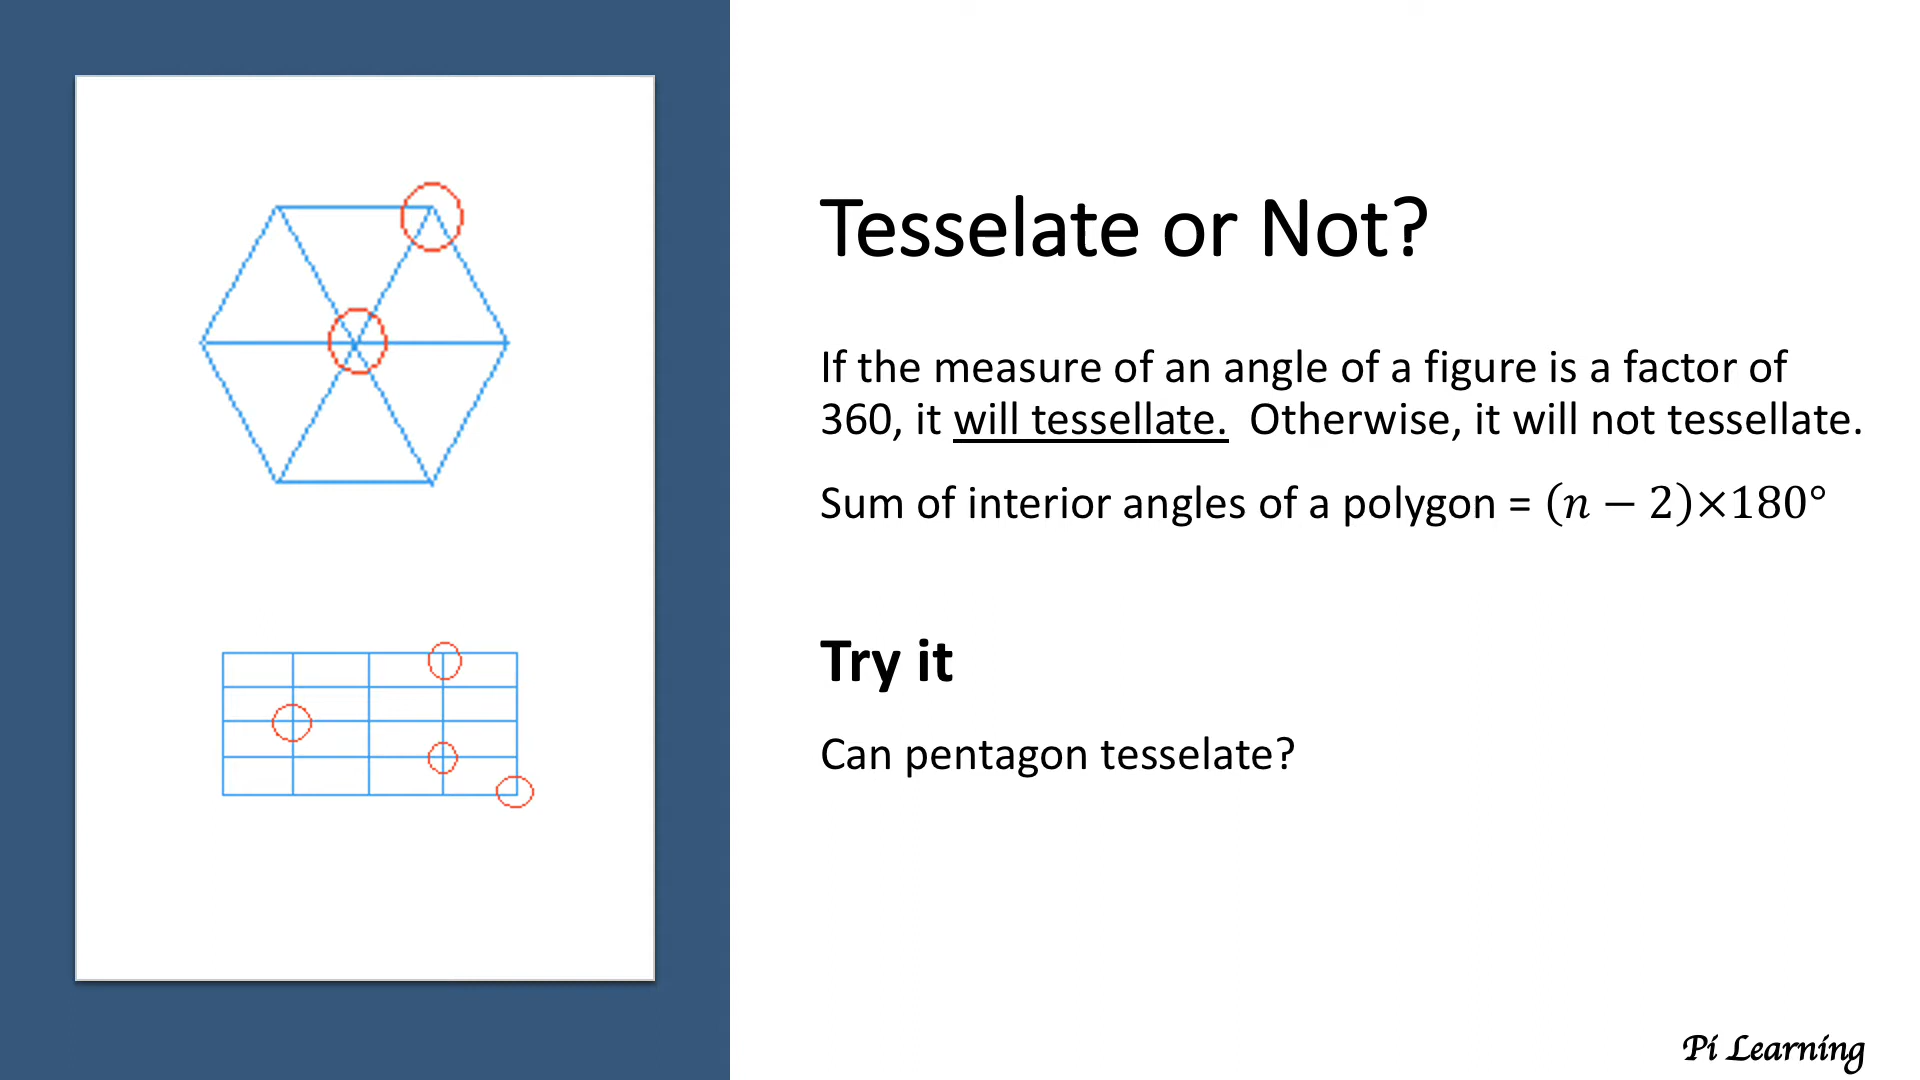 Tesselate or Not?
If the measure of an angle of a figure is a factor of
360, it will tessellate.  Otherwise, it will not tessellate.
Sum of interior angles of a polygon = (𝑛 − 2)×180°
Try it
Can pentagon tesselate?
Pi Learning